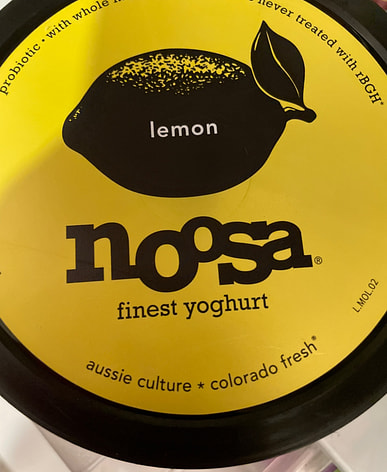 probiotic • with whole
never treated with rBGH*
lemon
noosa®
finest yoghurt
L.MOL.02
aussie culture ★ colorado fresh®